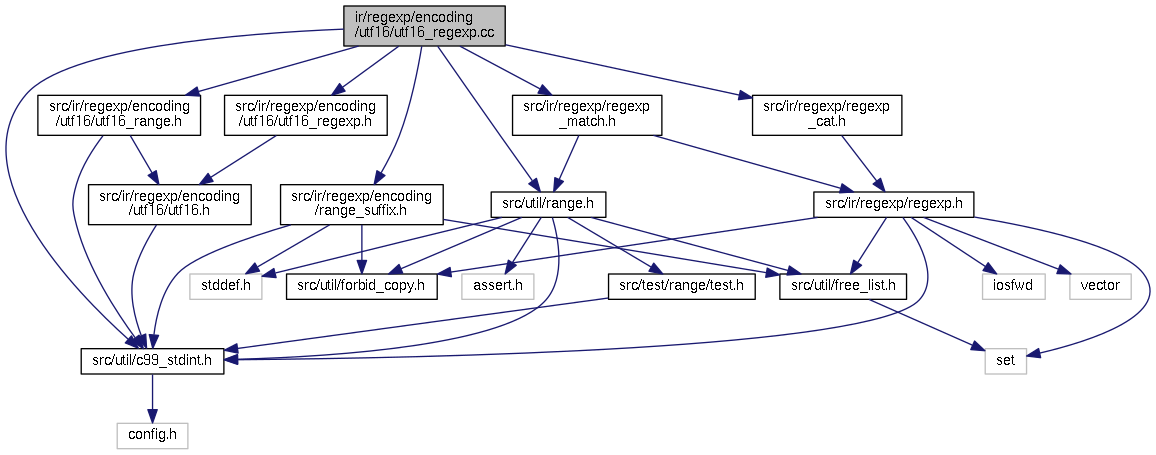 ir/regexp/encoding
/utf16/utf16_regexp.cc
src/ir/regexp/encoding
/utf16/utf16_range.h
src/ir/regexp/encoding
/utf16/utf16_regexp.h
src/ir/regexp/regexp
_match.h
src/ir/regexp/regexp
_cat.h
src/ir/regexp/encoding
/utf16/utf16.h
src/ir/regexp/encoding
/range_suffix.h
src/util/range.h
src/ir/regexp/regexp.h
stddef.h
src/util/forbid_copy.h
assert.h
src/test/range/test.h
src/util/free_list.h
iosfwd
vector
src/util/c99_stdint.h
set
config.h